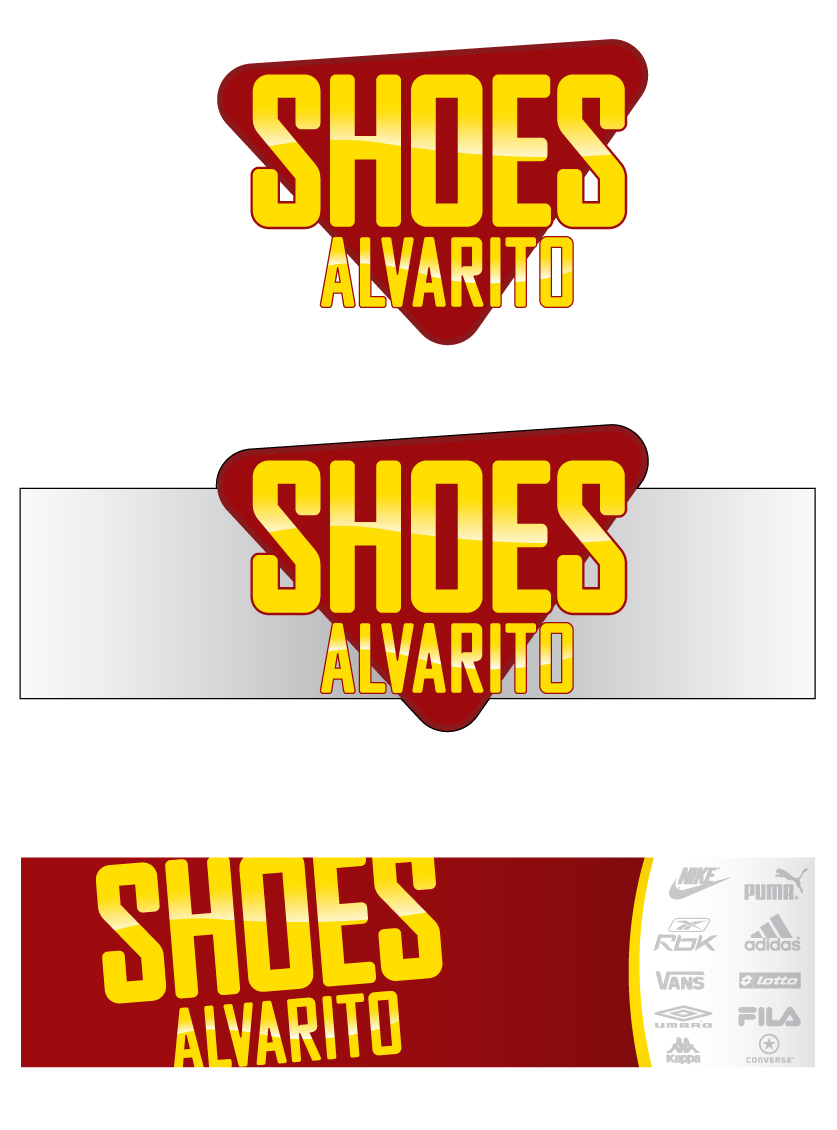 SHOES
ALVARITO
SHOES
ALVARITO
SHOES
ALVARITO
NIKE
PUMA
Rbk
adidas
VANS
lotto
UMBRO
FILA
Kappa
CONVERSE